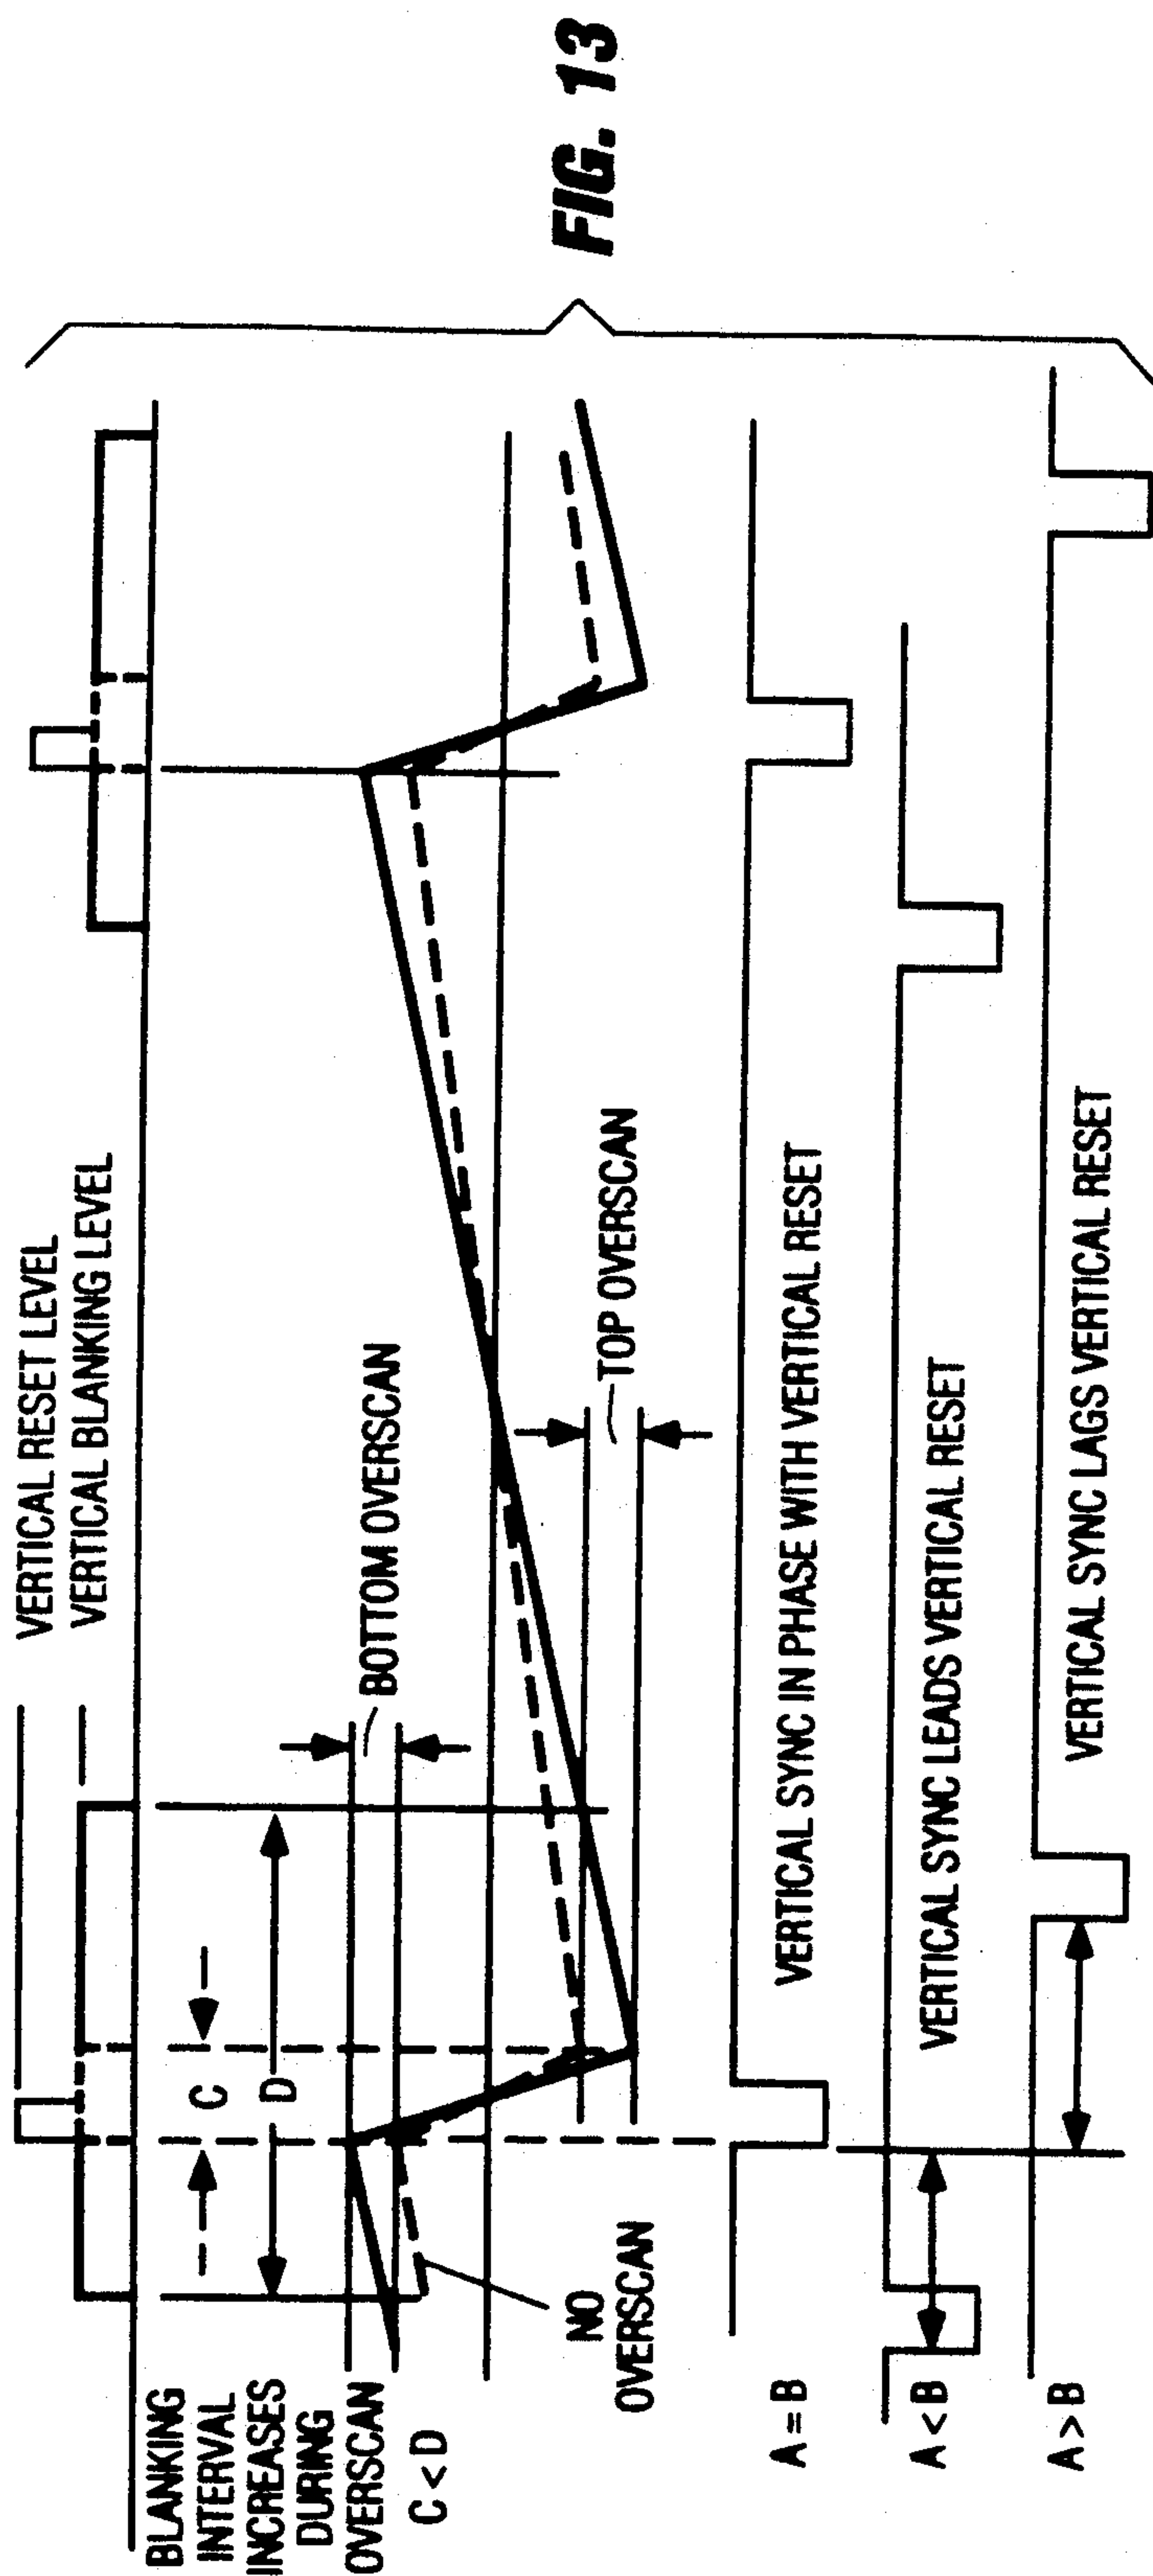 VERTICAL RESET LEVEL
VERTICAL BLANKING LEVEL
BLANKING
INTERVAL
INCREASES
DURING
OVERSCAN
C < D
C
D
BOTTOM OVERSCAN
TOP OVERSCAN
NO
OVERSCAN
A = B
VERTICAL SYNC IN PHASE WITH VERTICAL RESET
A < B
VERTICAL SYNC LEADS VERTICAL RESET
A > B
VERTICAL SYNC LAGS VERTICAL RESET
FIG. 13